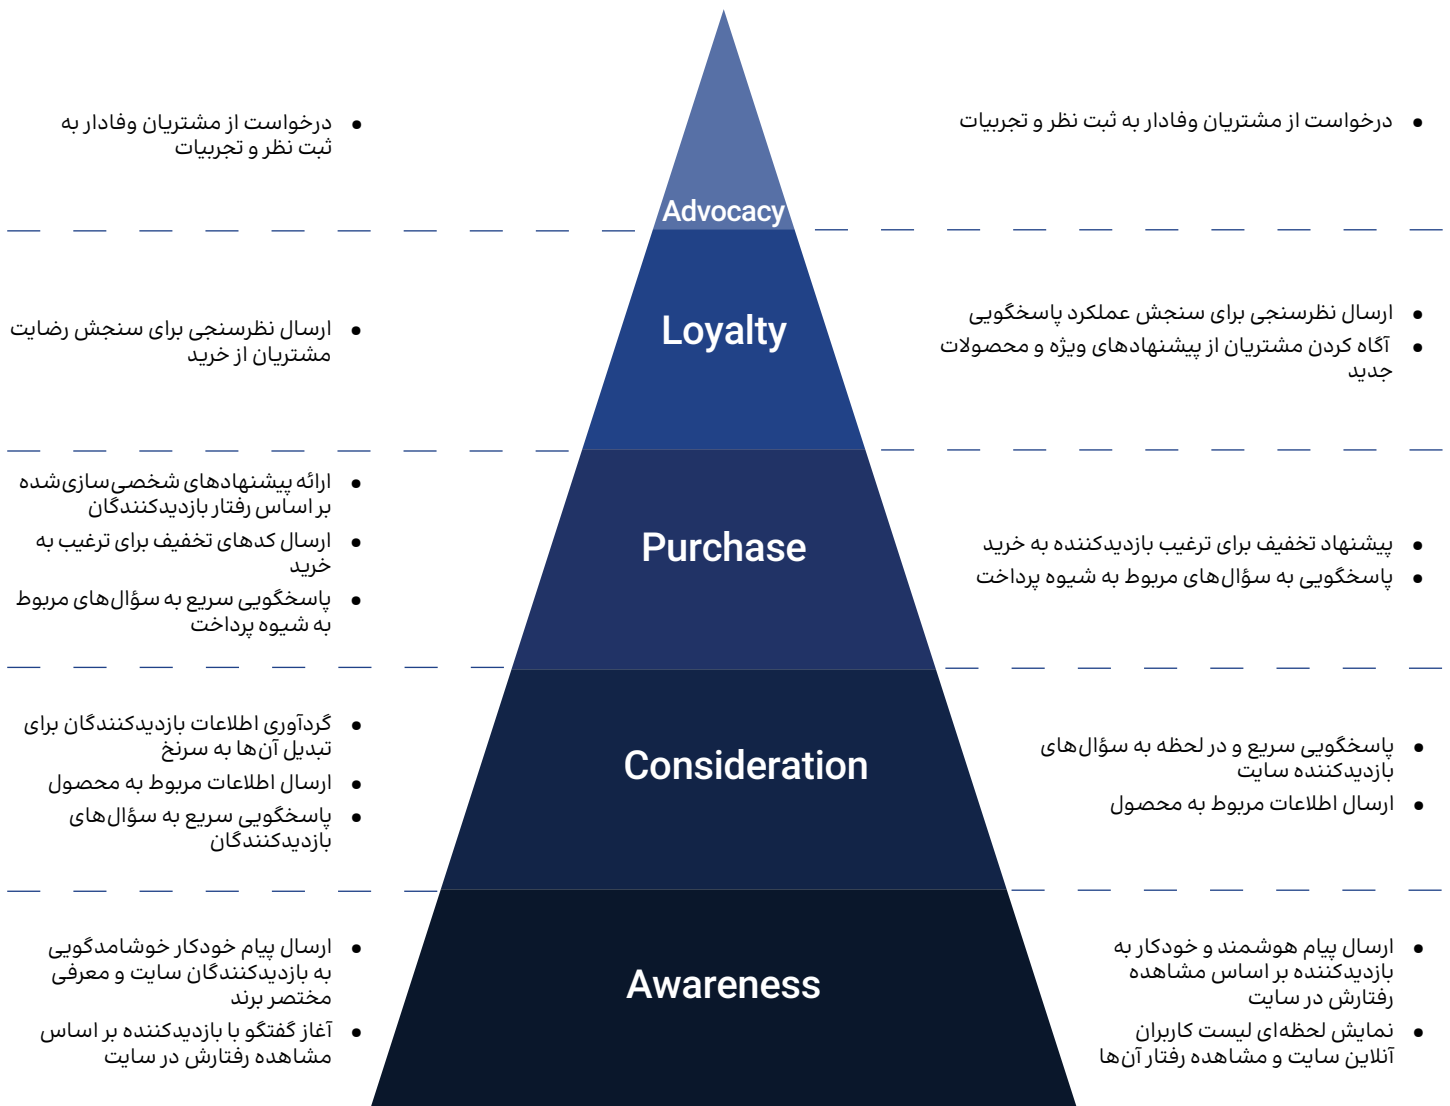 درخواست از مشتریان وفادار به ثبت نظر و تجربیات
Advocacy
درخواست از مشتریان وفادار به
ثبت نظر و تجربیات
ارسال نظرسنجی برای سنجش عملکرد پاسخگویی
آگاه کردن مشتریان از پیشنهادهای ویژه و محصولات
جدید
Loyalty
ارسال نظرسنجی برای سنجش رضایت
مشتریان از خرید
پیشنهاد تخفیف برای ترغیب بازدیدکننده به خرید
پاسخگویی به سؤال‌های مربوط به شیوه پرداخت
Purchase
ارائه پیشنهادهای شخصی‌سازی‌شده
بر اساس رفتار بازدیدکنندگان
ارسال کدهای تخفیف برای ترغیب به
خرید
پاسخگویی سریع به سؤال‌های مربوط
به شیوه پرداخت
پاسخگویی سریع و در لحظه به سؤال‌های
بازدیدکننده سایت
ارسال اطلاعات مربوط به محصول
Consideration
گردآوری اطلاعات بازدیدکنندگان برای
تبدیل آن‌ها به سرنخ
ارسال اطلاعات مربوط به محصول
پاسخگویی سریع به سؤال‌های
بازدیدکنندگان
ارسال پیام هوشمند و خودکار به
بازدیدکننده بر اساس مشاهده
رفتارش در سایت
نمایش لحظه‌ای لیست کاربران
آنلاین سایت و مشاهده رفتار آن‌ها
Awareness
ارسال پیام خودکار خوشامدگویی
به بازدیدکنندگان سایت و معرفی
مختصر برند
آغاز گفتگو با بازدیدکننده بر اساس
مشاهده رفتارش در سایت